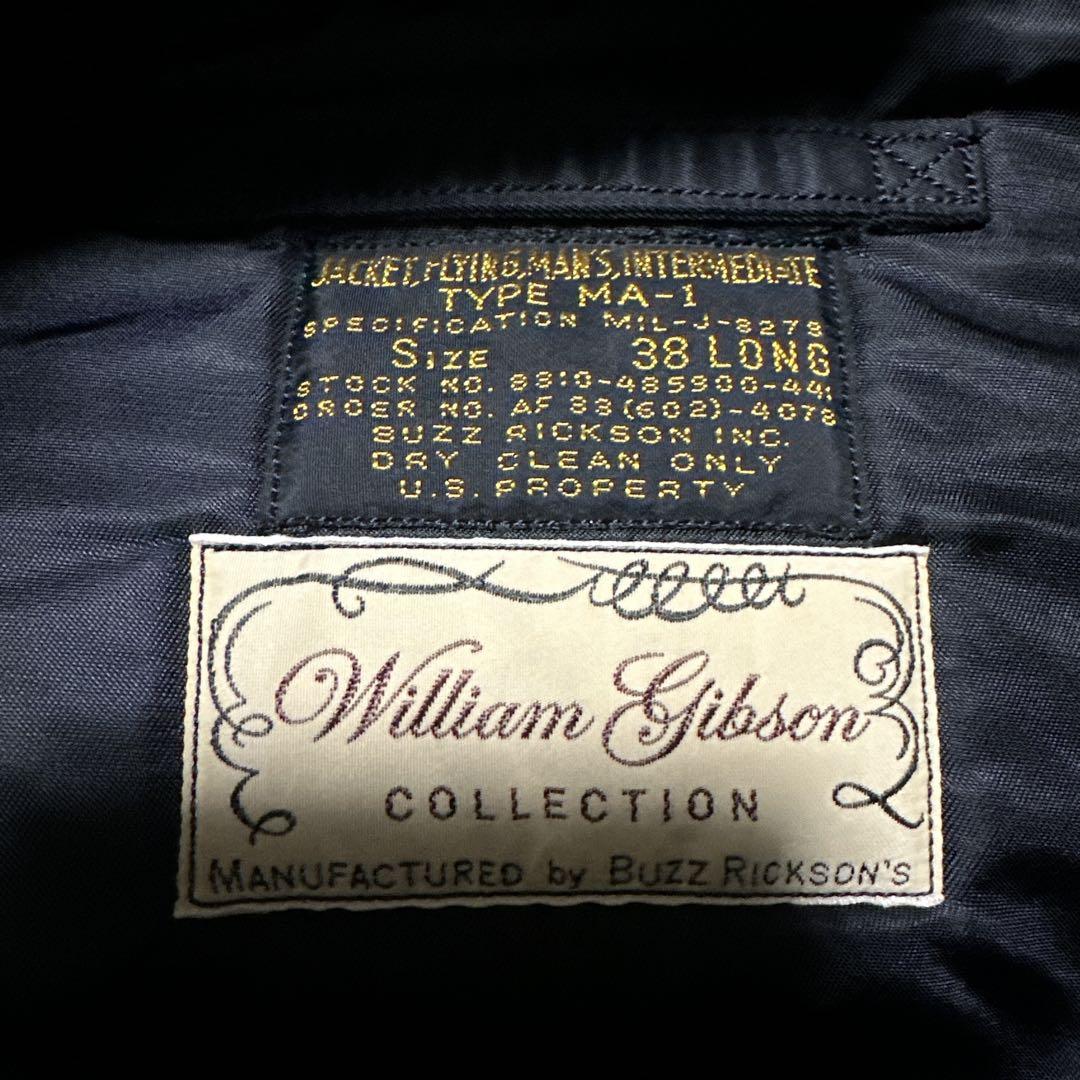 JACKET, FLYING, MAN'S, INTERMEDIATE
TYPE MA-1
SPECIFICATION MIL-J-8279
SIZE 38 LONG
STOCK NO. 8310-485900-44
ORDER NO. AF 33(602)-4078
BUZZ RICKSON INC.
DRY CLEAN ONLY
U.S. PROPERTY
William Gibson
COLLECTION
MANUFACTURED by BUZZ RICKSON'S